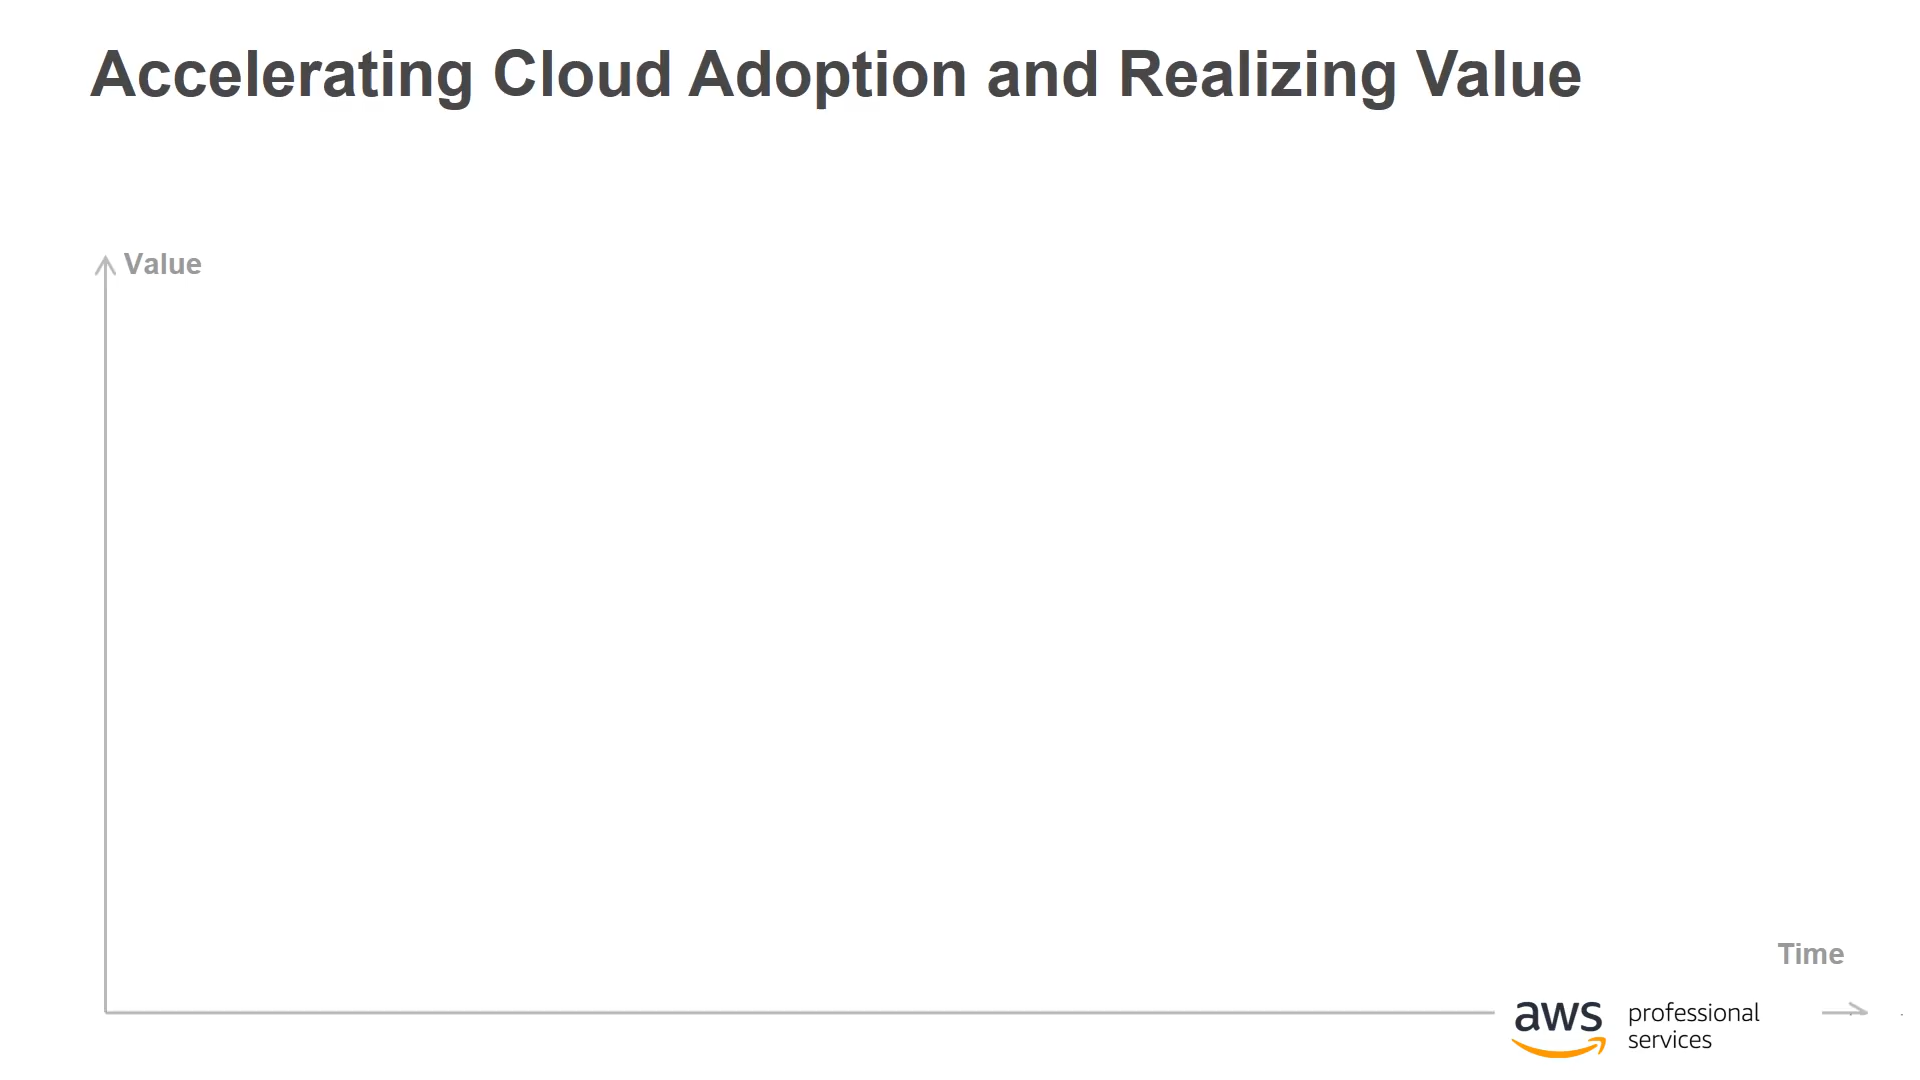 Accelerating Cloud Adoption and Realizing Value
Value
Time
aws professional
services